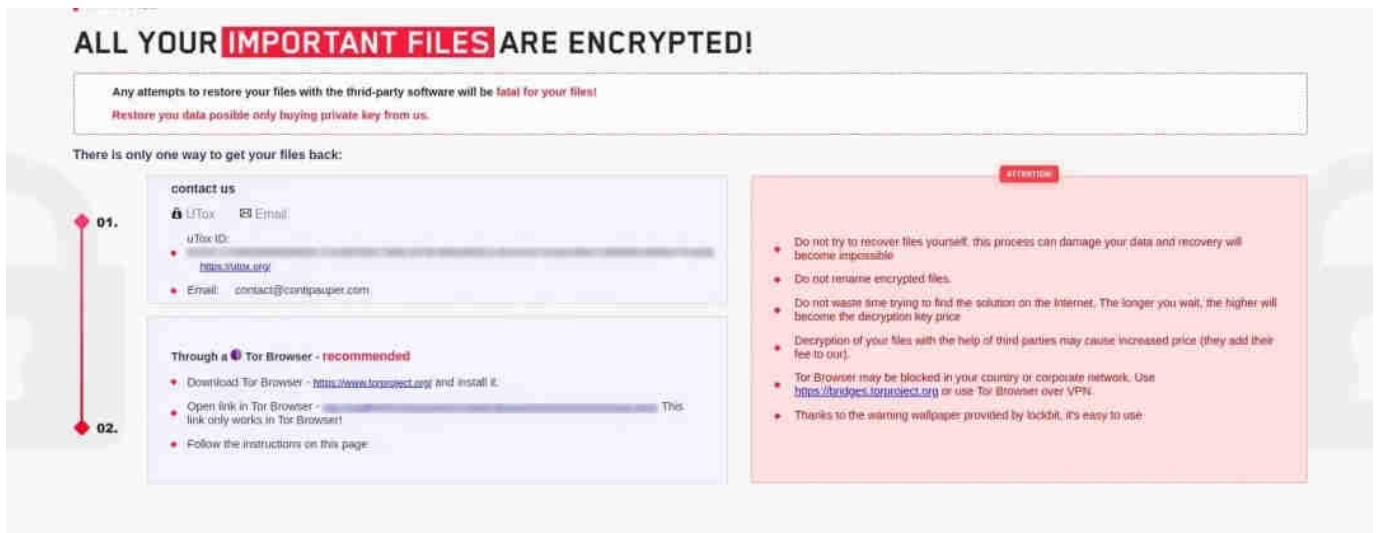 ALL YOUR IMPORTANT FILES ARE ENCRYPTED!
Any attempts to restore your files with the thrid-party software will be fatal for your files!
Restore you data posible only buying private key from us.
There is only one way to get your files back:
01.
contact us
UTox Email
uTox ID:
https://utox.org/
Email: contact@contipauper.com
02.
Through a Tor Browser - recommended
Download Tor Browser - https://www.torproject.org/ and install it.
Open link in Tor Browser - This
link only works in Tor Browser!
Follow the instructions on this page
ATTENTION
Do not try to recover files yourself, this process can damage your data and recovery will
become impossible
Do not rename encrypted files.
Do not waste time trying to find the solution on the Internet. The longer you wait, the higher will
become the decryption key price
Decryption of your files with the help of third parties may cause increased price (they add their
fee to our).
Tor Browser may be blocked in your country or corporate network. Use
https://bridges.torproject.org or use Tor Browser over VPN.
Thanks to the warning wallpaper provided by lockbit, it's easy to use